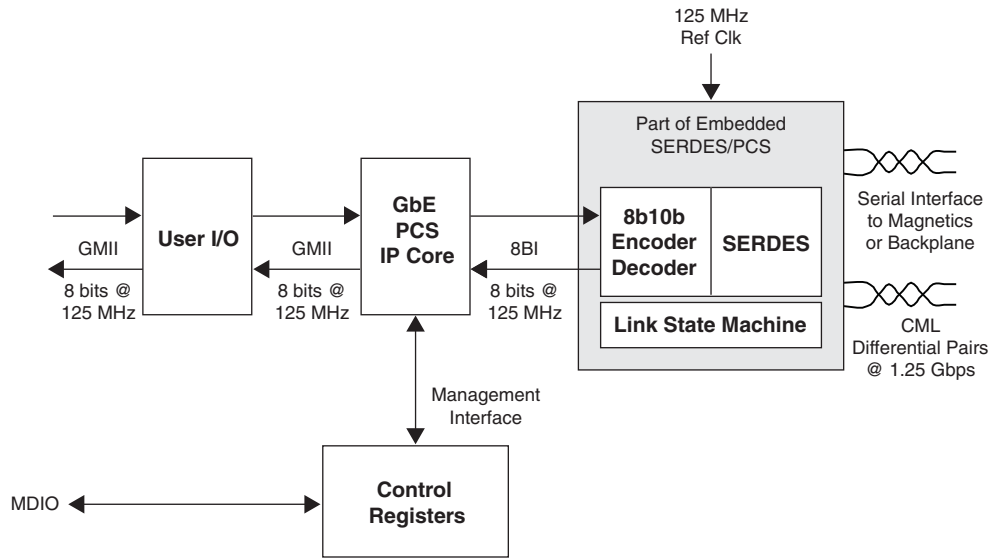 125 MHz
Ref Clk
Part of Embedded
SERDES/PCS
GMII
8 bits @
125 MHz
User I/O
GMII
8 bits @
125 MHz
GbE
PCS
IP Core
8BI
8 bits @
125 MHz
8b10b
Encoder
Decoder
SERDES
Link State Machine
Serial Interface
to Magnetics
or Backplane
CML
Differential Pairs
@ 1.25 Gbps
Management
Interface
MDIO
Control
Registers